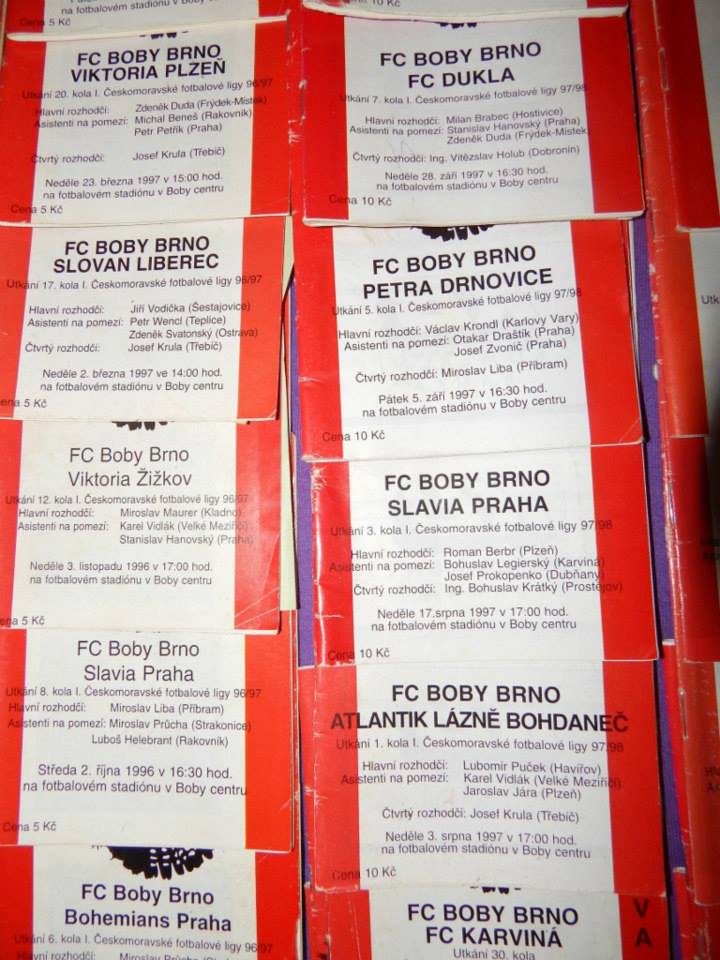 Cena 5 Kč
FC BOBY BRNO
VIKTORIA PLZEŇ
Utkání 20. kola I. Českomoravské fotbalové ligy 96/97
Hlavní rozhodčí: Zdeněk Duda (Frýdek-Místek)
Asistenti na pomezí: Michal Beneš (Rakovník)
Petr Petřík (Praha)
Čtvrtý rozhodčí: Josef Krula (Třebíč)
Neděle 23. března 1997 v 15:00 hod.
na fotbalovém stadiónu v Boby centru
Cena 5 Kč
FC BOBY BRNO
SLOVAN LIBEREC
Utkání 17. kola I. Českomoravské fotbalové ligy 96/97
Hlavní rozhodčí: Jiří Vodička (Šestajovice)
Asistenti na pomezí: Petr Wencl (Teplice)
Zdeněk Svatonský (Ostrava)
Čtvrtý rozhodčí: Josef Krula (Třebíč)
Neděle 2. března 1997 ve 14:00 hod.
na fotbalovém stadiónu v Boby centru
ena 5 Kč
FC Boby Brno
Viktoria Žižkov
Utkání 12. kola I. Českomoravské fotbalové ligy 96/97
Hlavní rozhodčí: Miroslav Maurer (Kladno)
Asistenti na pomezí: Karel Vidlák (Velké Meziříčí)
Stanislav Hanovský (Praha)
Neděle 3. listopadu 1996 v 17:00 hod.
na fotbalovém stadiónu v Boby centru
na 5 Kč
FC Boby Brno
Slavia Praha
Utkání 8. kola I. Českomoravské fotbalové ligy 96/97
Hlavní rozhodčí: Miroslav Liba (Příbram)
Asistenti na pomezí: Miroslav Průcha (Strakonice)
Luboš Helebrant (Rakovník)
Středa 2. října 1996 v 16:30 hod.
na fotbalovém stadiónu v Boby centru
Cena 5 Kč
FC Boby Brno
Bohemians Praha
Utkání 6. kola I. Českomoravské fotbalové ligy 96/97
Hlavní rozhodčí: Miroslav Průcha
na fotbalovém stadiónu v Boby centru
10 Kč
FC BOBY BRNO
FC DUKLA
Utkání 7. kola I. Českomoravské fotbalové ligy 97/98
Hlavní rozhodčí: Milan Brabec (Hostivice)
Asistenti na pomezí: Stanislav Hanovský (Praha)
Zdeněk Duda (Frýdek-Místek)
Čtvrtý rozhodčí: Ing. Vítězslav Holub (Dobronín)
Neděle 28. září 1997 v 16:30 hod.
na fotbalovém stadiónu v Boby centru
Cena 10 Kč
FC BOBY BRNO
PETRA DRNOVICE
Utkání 5. kola I. Českomoravské fotbalové ligy 97/98
Hlavní rozhodčí: Václav Krondl (Karlovy Vary)
Asistenti na pomezí: Otakar Draštík (Praha)
Josef Zvonič (Praha)
Čtvrtý rozhodčí: Miroslav Liba (Příbram)
Pátek 5. září 1997 v 16:30 hod.
na fotbalovém stadiónu v Boby centru
Cena 10 Kč
FC BOBY BRNO
SLAVIA PRAHA
Utkání 3. kola I. Českomoravské fotbalové ligy 97/98
Hlavní rozhodčí: Roman Berbr (Plzeň)
Asistenti na pomezí: Bohuslav Legierský (Karviná)
Josef Prokopenko (Dubňany)
Čtvrtý rozhodčí: Ing. Bohuslav Krátký (Prostějov)
Neděle 17.srpna 1997 v 17:00 hod.
na fotbalovém stadiónu v Boby centru
Cena 10 Kč
FC BOBY BRNO
ATLANTIK LÁZNĚ BOHDANEČ
Utkání 1. kola I. Českomoravské fotbalové ligy 97/98
Hlavní rozhodčí: Lubomír Puček (Havířov)
Asistenti na pomezí: Karel Vidlák (Velké Meziříčí)
Jaroslav Jára (Plzeň)
Čtvrtý rozhodčí: Josef Krula (Třebíč)
Neděle 3. srpna 1997 v 17:00 hod.
na fotbalovém stadiónu v Boby centru
Cena 10 Kč
FC BOBY BRNO
FC KARVINÁ
Utkání 30. kola
V
A
Utk